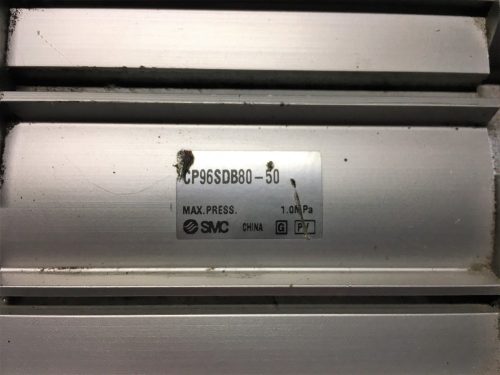 CP96SDB80-50
MAX.PRESS. 1.0MPa
SMC CHINA G